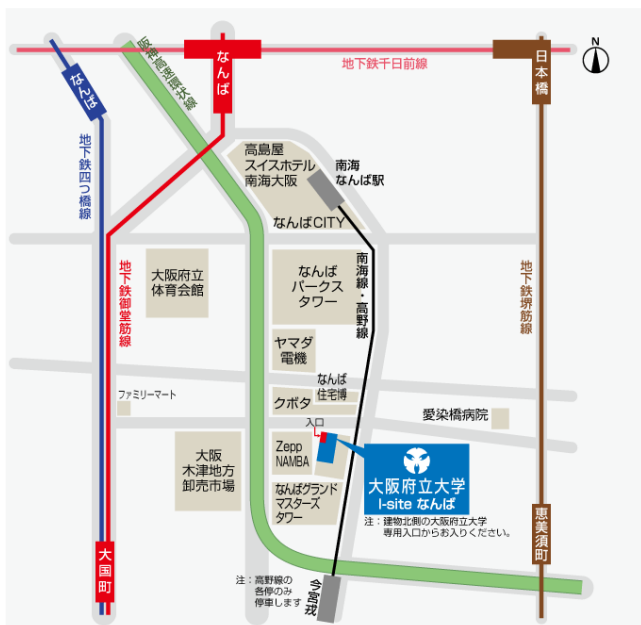 なんば
阪神高速環状線
なんば
地下鉄千日前線
日本橋
N
地下鉄四つ橋線
高島屋
スイスホテル
南海大阪
南海
なんば駅
なんばCITY
地下鉄御堂筋線
大阪府立
体育会館
なんば
パークス
タワー
南海線・高野線
地下鉄堺筋線
ヤマダ
電機
なんば
住宅博
ファミリーマート
クボタ
愛染橋病院
入口
大阪
木津地方
卸売市場
Zepp
NAMBA
大阪府立大学
I-site なんば
なんばグランド
マスターズ
タワー
注：建物北側の大阪府立大学
専用入口からお入りください。
恵美須町
大国町
注：高野線の
各停のみ
停車します
今宮戎